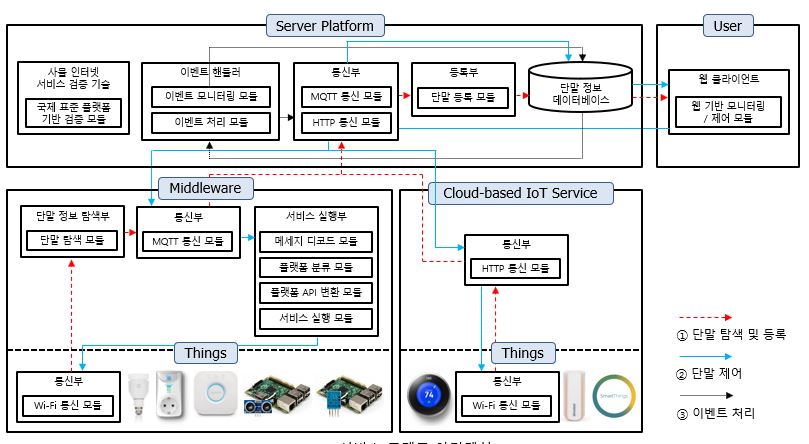 Server Platform
User
사물 인터넷
서비스 검증 기술
국제 표준 플랫폼
기반 검증 모듈
이벤트 핸들러
이벤트 모니터링 모듈
이벤트 처리 모듈
통신부
MQTT 통신 모듈
HTTP 통신 모듈
등록부
단말 등록 모듈
단말 정보
데이터베이스
웹 클라이언트
웹 기반 모니터링
/ 제어 모듈
Middleware
Cloud-based IoT Service
단말 정보 탐색부
단말 탐색 모듈
통신부
MQTT 통신 모듈
서비스 실행부
메세지 디코드 모듈
플랫폼 분류 모듈
플랫폼 API 변환 모듈
서비스 실행 모듈
통신부
HTTP 통신 모듈
① 단말 탐색 및 등록
② 단말 제어
③ 이벤트 처리
Things
Things
통신부
Wi-Fi 통신 모듈
74
통신부
Wi-Fi 통신 모듈
SmartThings